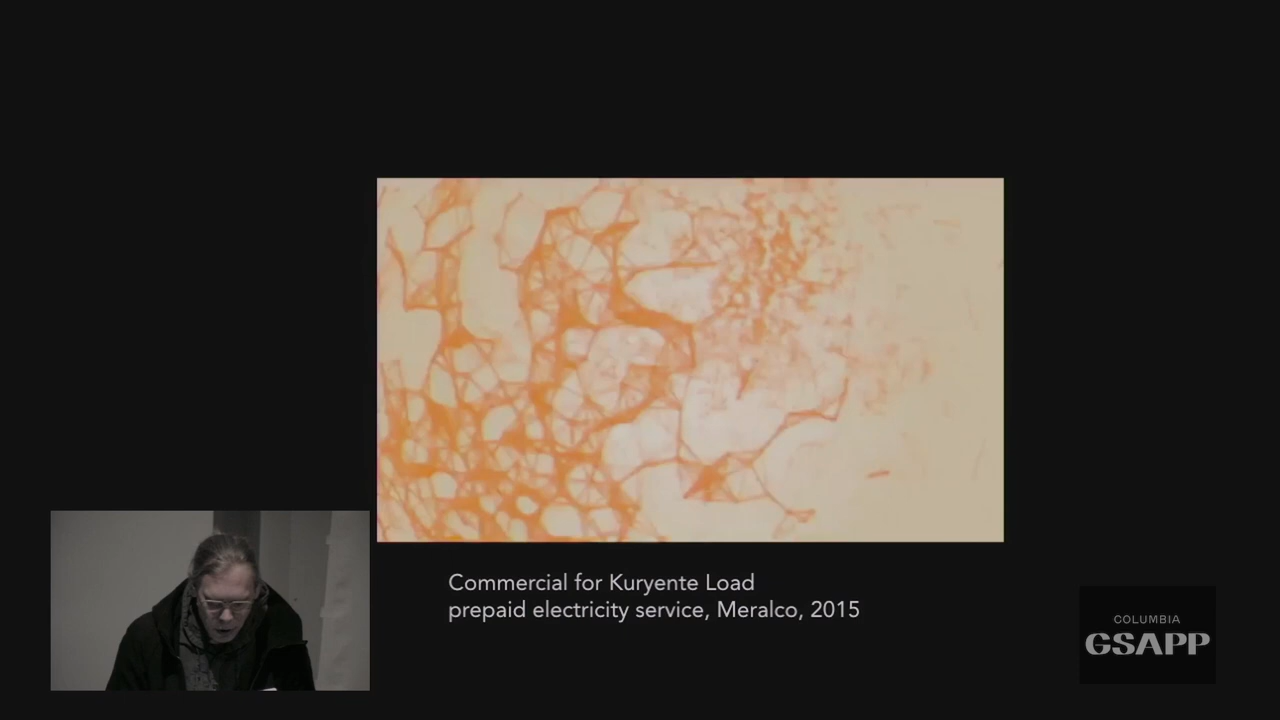 Commercial for Kuryente Load
prepaid electricity service, Meralco, 2015
COLUMBIA
GSAPP